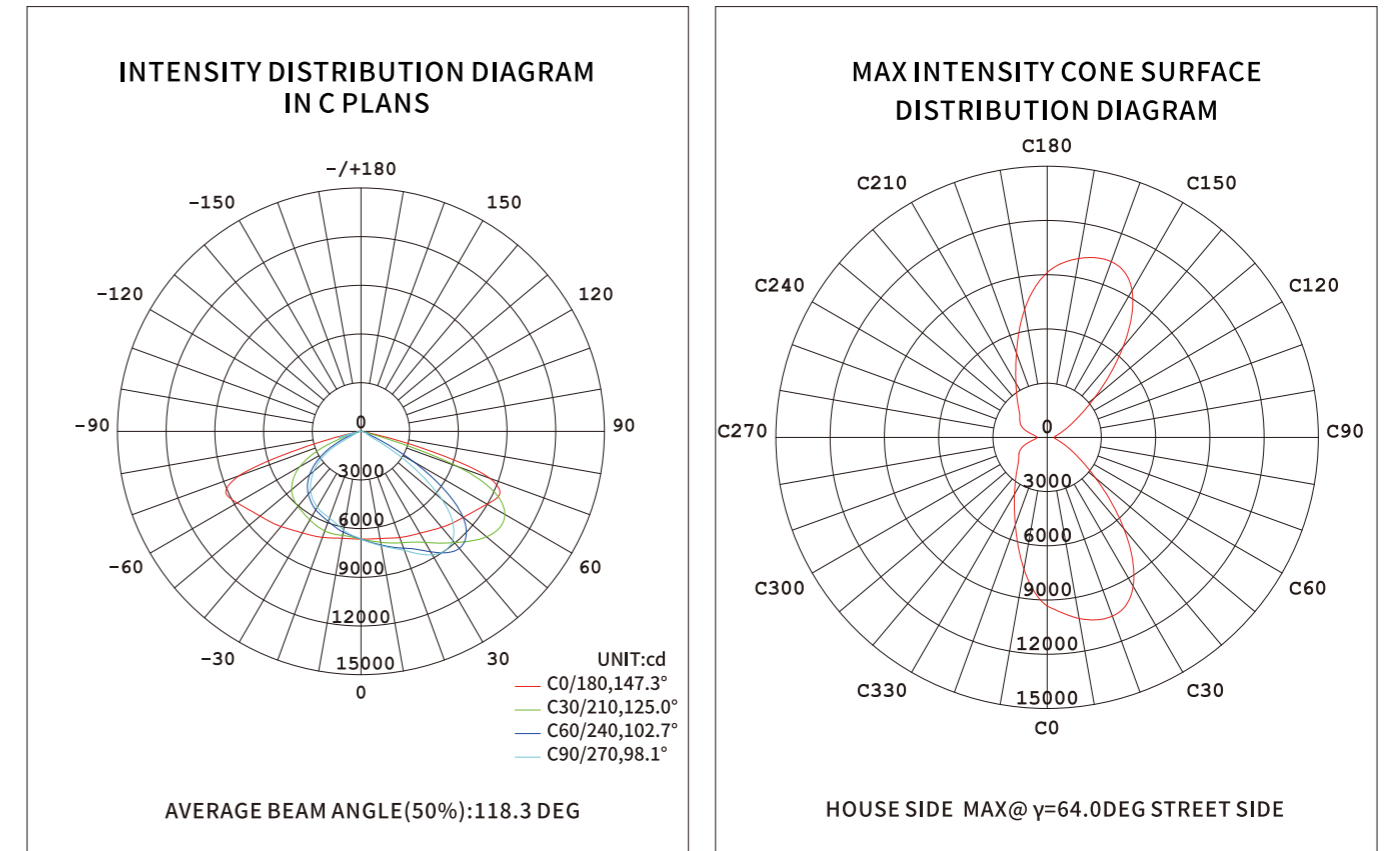 INTENSITY DISTRIBUTION DIAGRAM
IN C PLANS
-/+180
-150
150
-120
120
-90
0
90
3000
6000
-60
60
9000
12000
-30
30
15000
0
UNIT:cd
C0/180,147.3°
C30/210,125.0°
C60/240,102.7°
C90/270,98.1°
AVERAGE BEAM ANGLE(50%):118.3 DEG
MAX INTENSITY CONE SURFACE
DISTRIBUTION DIAGRAM
C180
C210
C150
C240
C120
C270
0
C90
3000
6000
C300
9000
C60
12000
C330
15000
C30
C0
HOUSE SIDE MAX@ γ=64.0DEG STREET SIDE